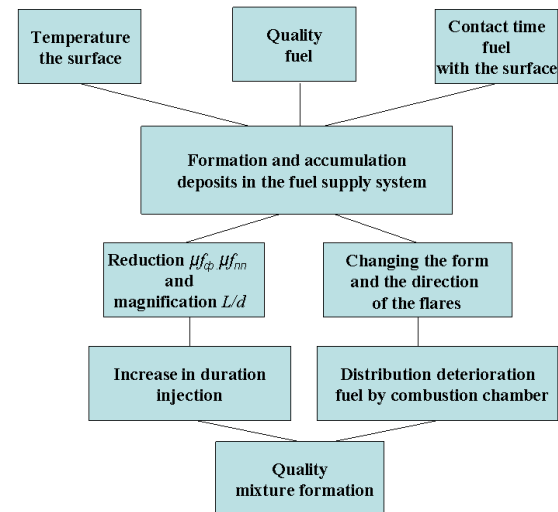 Temperature
the surface
Quality
fuel
Contact time
fuel
with the surface
Formation and accumulation
deposits in the fuel supply system
Reduction μfcф μfпп
and
magnification L/d
Changing the form
and the direction
of the flares
Increase in duration
injection
Distribution deterioration
fuel by combustion chamber
Quality
mixture formation